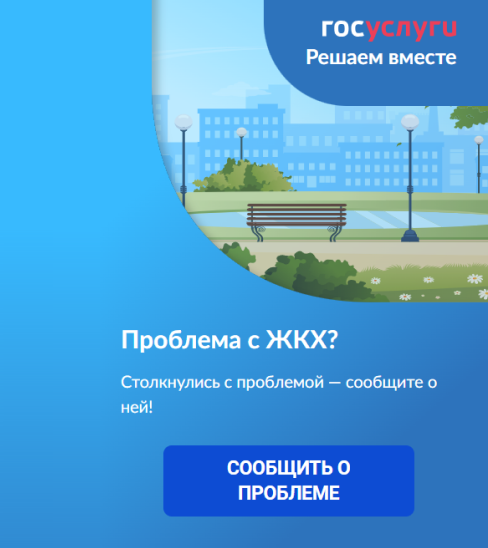 госуслуги
Решаем вместе
Проблема с ЖКХ?
Столкнулись с проблемой — сообщите о
ней!
СООБЩИТЬ О
ПРОБЛЕМЕ